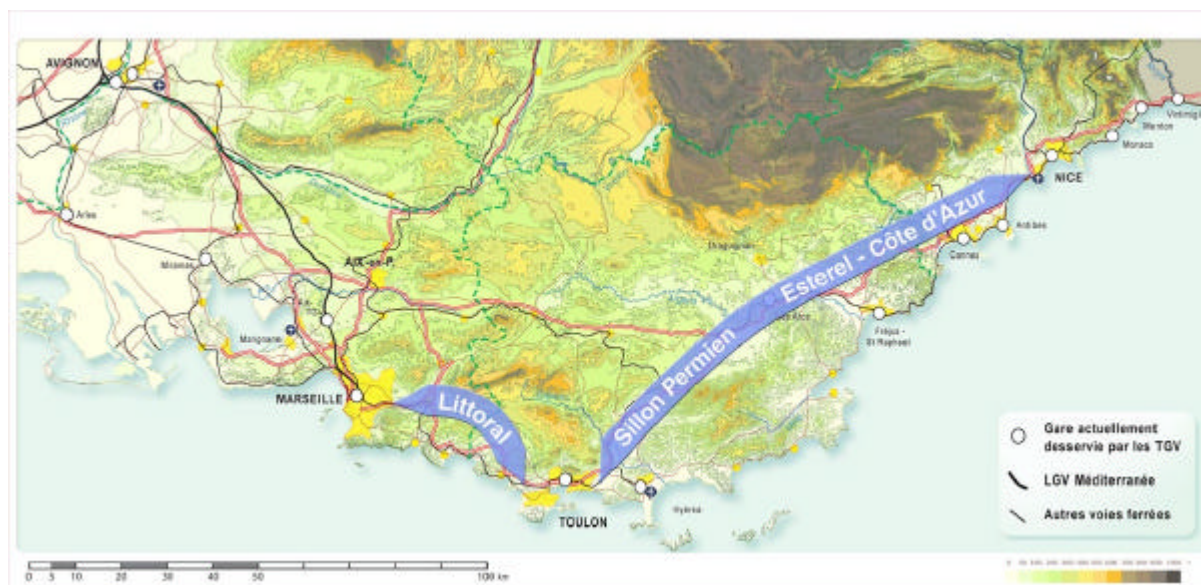 AVIGNON
Arles
Miramas
AIX-en-P.
Marignane
MARSEILLE
Littoral
TOULON
Hyères
Sillon Permien
Esterel - Côte d'Azur
Draguignan
Fréjus -
St Raphael
Cannes
Antibes
NICE
Monaco
Menton
Gare actuellement
desservie par les TGV
LGV Méditerranée
Autres voies ferrées
0 5 10 20 30 40 50 100 km